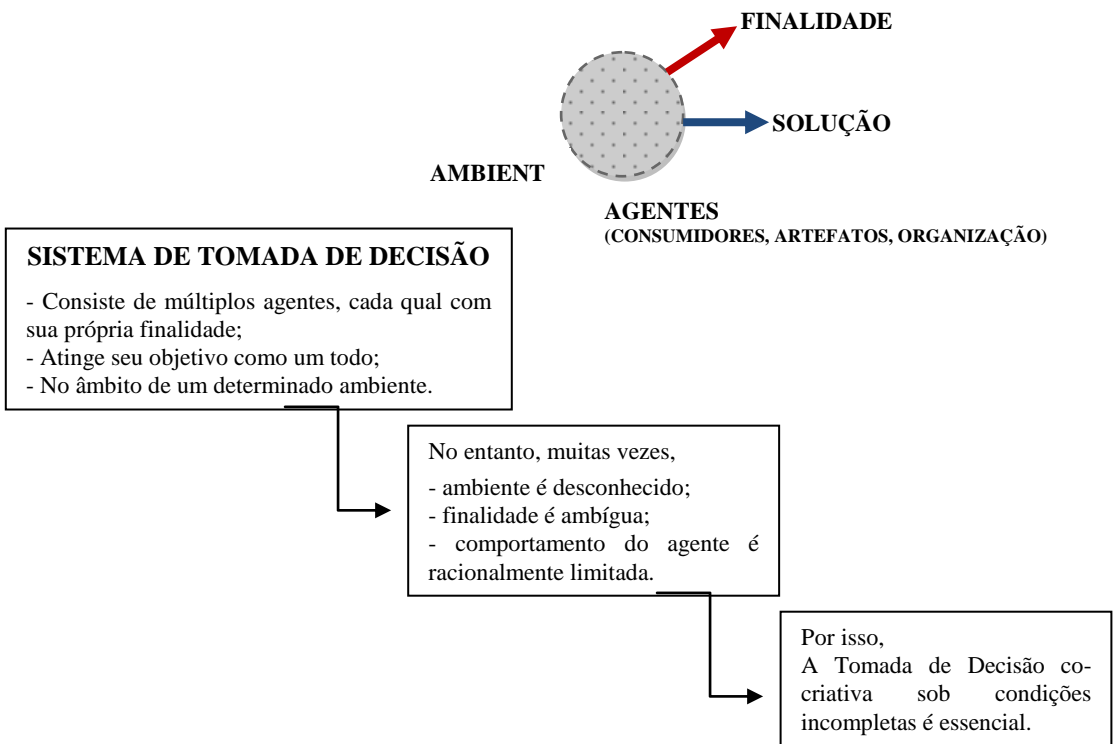 FINALIDADE
SOLUÇÃO
AMBIENT
AGENTES
(CONSUMIDORES, ARTEFATOS, ORGANIZAÇÃO)
SISTEMA DE TOMADA DE DECISÃO
- Consiste de múltiplos agentes, cada qual com
sua própria finalidade;
- Atinge seu objetivo como um todo;
- No âmbito de um determinado ambiente.
No entanto, muitas vezes,
- ambiente é desconhecido;
- finalidade é ambígua;
- comportamento do agente é
racionalmente limitada.
Por isso,
A Tomada de Decisão co-
criativa sob condições
incompletas é essencial.